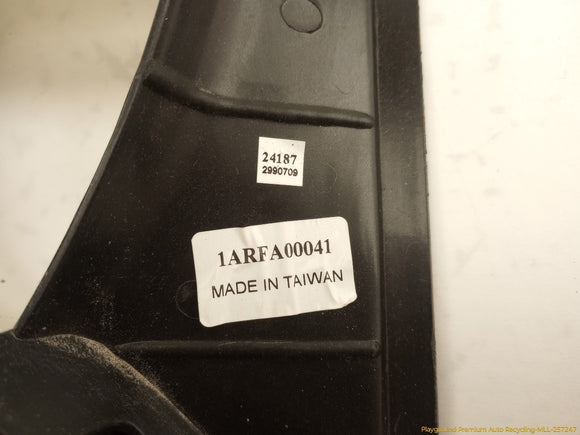 24187
2990709
1ARFA00041
MADE IN TAIWAN
Playground Premium Auto Recycling-MLL-257247